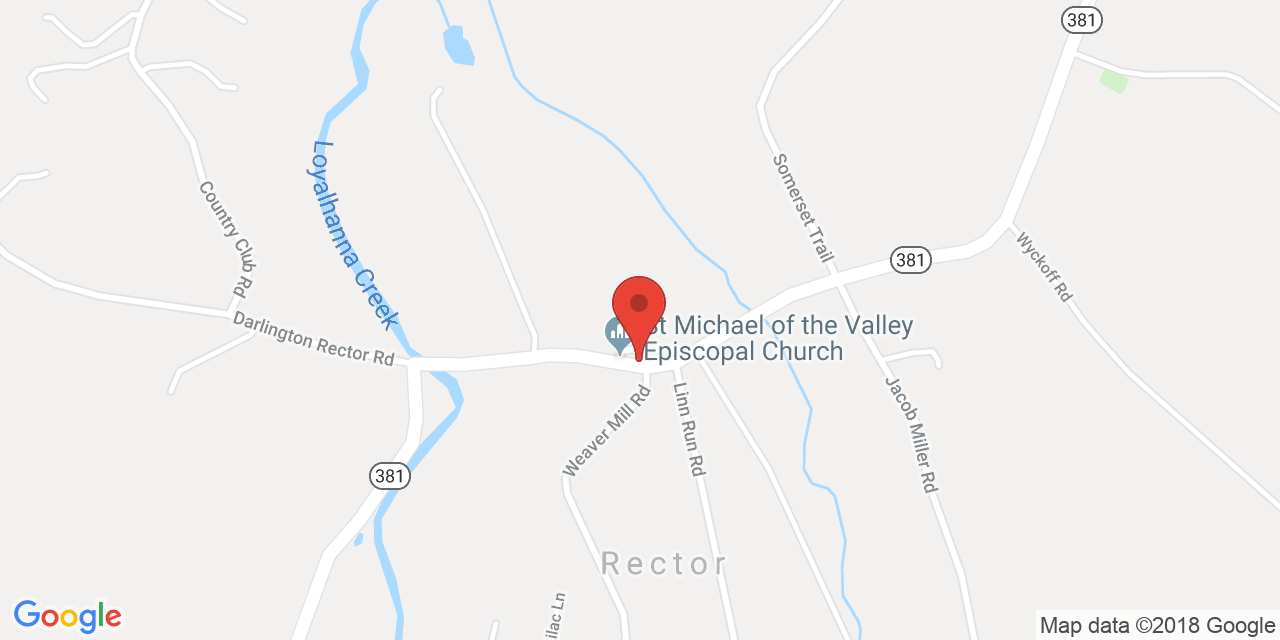 381
Somerset Trail
Loyalhanna Creek
Country Club Rd
381
Wyckoff Rd
Darlington Rector Rd
St Michael of the Valley
Episcopal Church
Weaver Mill Rd
Linn Run Rd
Jacob Miller Rd
381
Rector
ilac Ln
Google
Map data ©2018 Google